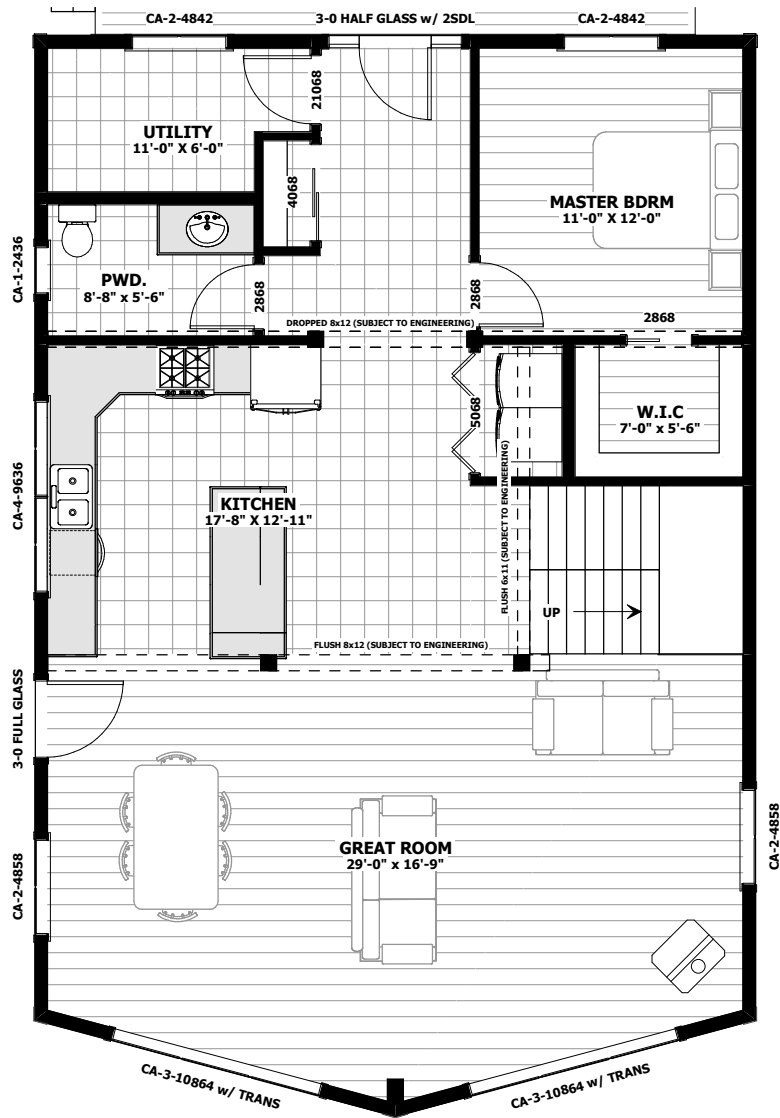 CA-2-4842
3-0 HALF GLASS w/ 2SDL
CA-2-4842
UTILITY
11'-0" X 6'-0"
21068
4068
MASTER BDRM
11'-0" X 12'-0"
CA-1-2436
PWD.
8'-8" x 5'-6"
2868
2868
DROPPED 8x12 (SUBJECT TO ENGINEERING)
2868
5068
W.I.C
7'-0" x 5'-6"
CA-4-9636
KITCHEN
17'-8" X 12'-11"
FLUSH 6x11 (SUBJECT TO ENGINEERING)
UP
FLUSH 8x12 (SUBJECT TO ENGINEERING)
3-0 FULL GLASS
GREAT ROOM
29'-0" x 16'-9"
CA-2-4858
CA-2-4858
CA-3-10864 w/ TRANS
CA-3-10864 w/ TRANS